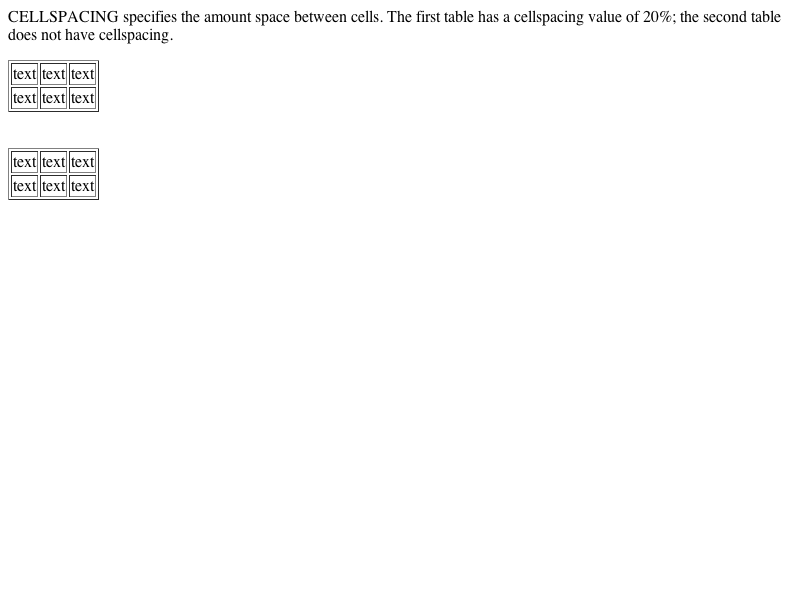 CELLSPACING specifies the amount space between cells. The first table has a cellspacing value of 20%; the second table
does not have cellspacing.
text text text
text text text
text text text
text text text